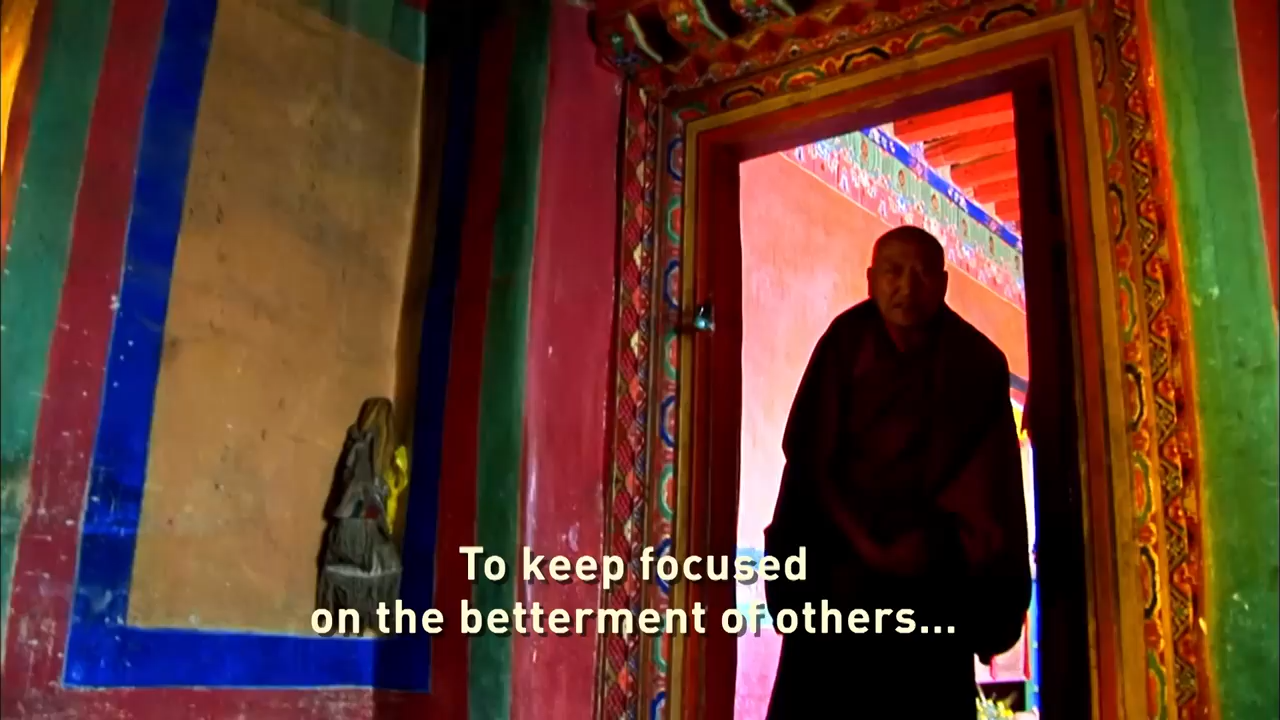 To keep focused
on the betterment of others...